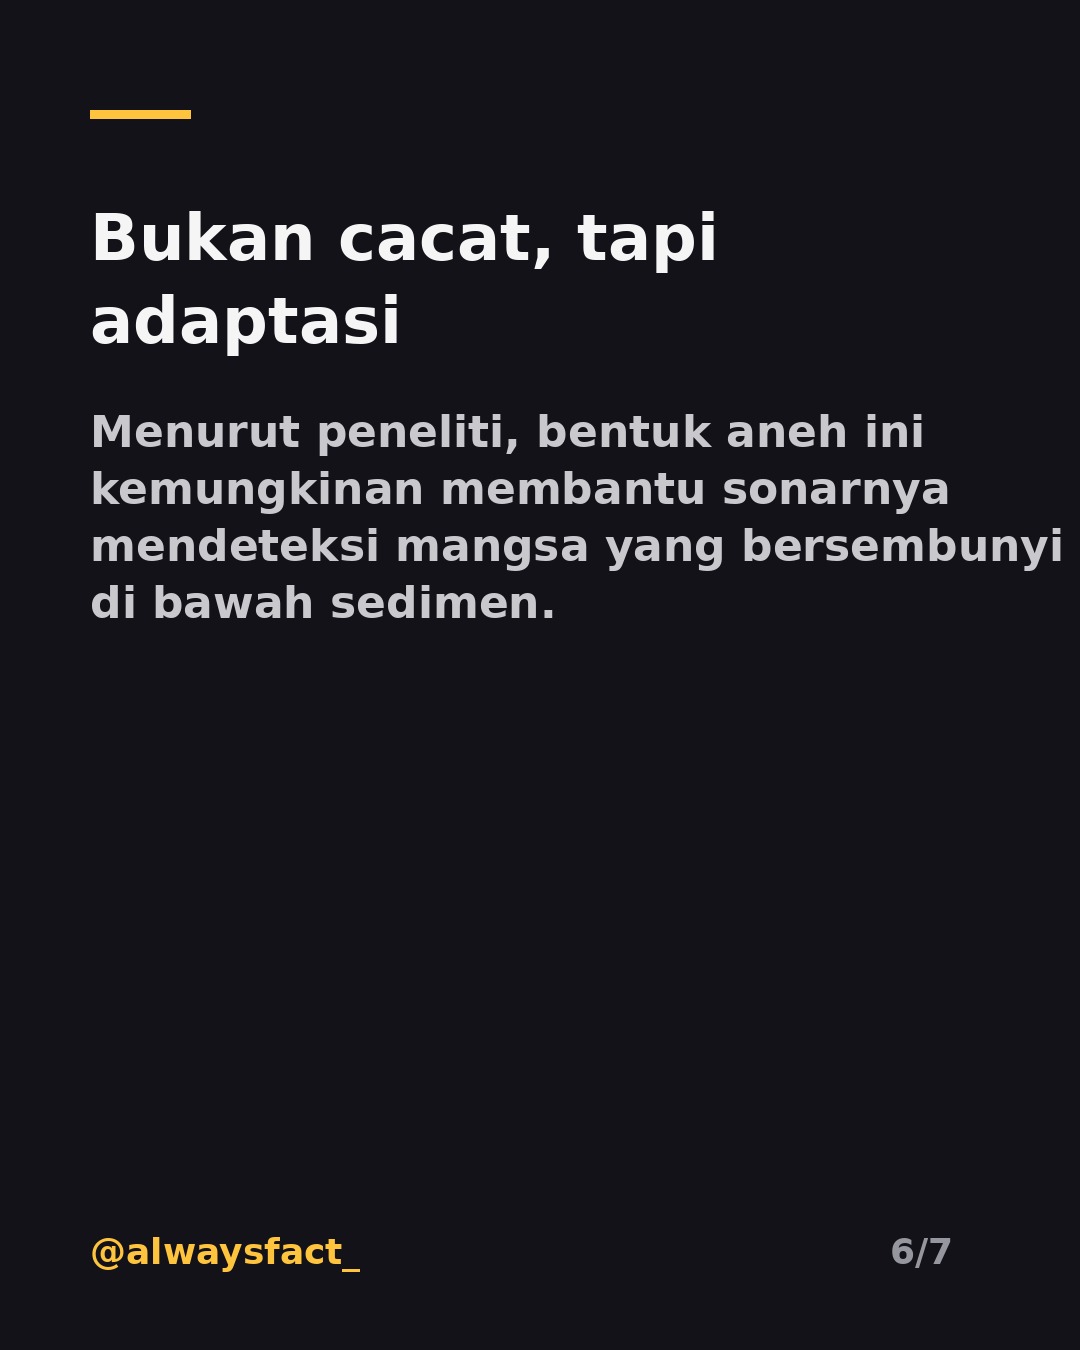 Bukan cacat, tapi
adaptasi
Menurut peneliti, bentuk aneh ini
kemungkinan membantu sonarnya
mendeteksi mangsa yang bersembunyi
di bawah sedimen.
@alwaysfact_
6/7